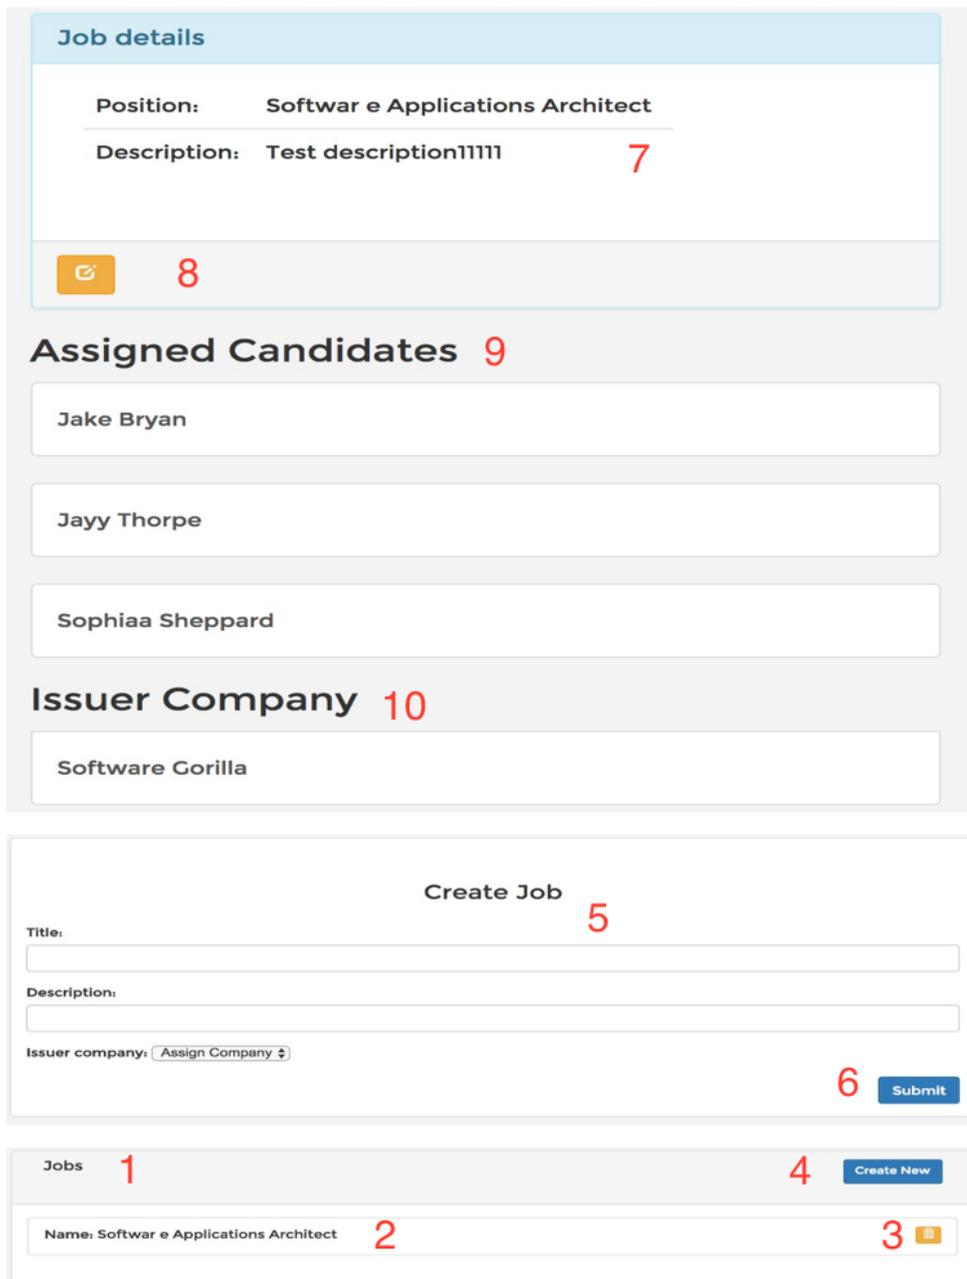 Job details
Position: Softwar e Applications Architect
Description: Test description11111 7
8
Assigned Candidates 9
Jake Bryan
Jayy Thorpe
Sophiaa Sheppard
Issuer Company 10
Software Gorilla
Create Job
5
Title:
Description:
Issuer company: Assign Company
6 Submit
Jobs 1 4 Create New
Name: Softwar e Applications Architect 2 3